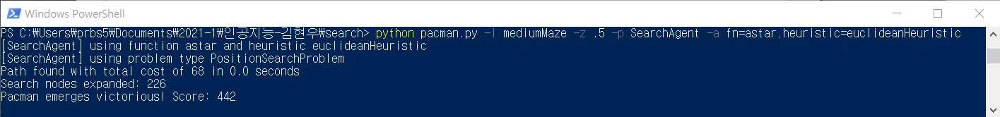 Windows PowerShell
PS C:₩Users₩prbs5₩Documents₩2021-1₩인공지능-김현우₩search> python pacman.py -l mediumMaze -z .5 -p SearchAgent -a fn=astar,heuristic=euclideanHeuristic
[SearchAgent] using function astar and heuristic euclideanHeuristic
[SearchAgent] using problem type PositionSearchProblem
Path found with total cost of 68 in 0.0 seconds
Search nodes expanded: 226
Pacman emerges victorious! Score: 442